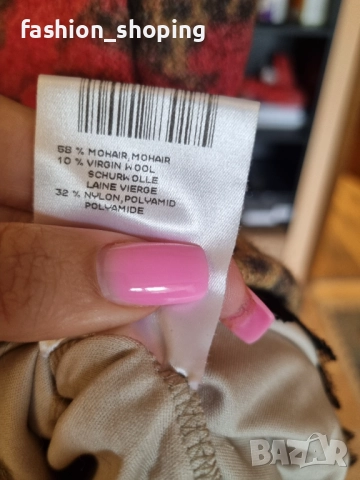 fashion_shoping
58 % MOHAIR, MOHAIR
10 % VIRGIN WOOL
SCHURWOLLE
LAINE VIERGE
32 % NYLON, POLYAMID
POLYAMIDE
BAZAR